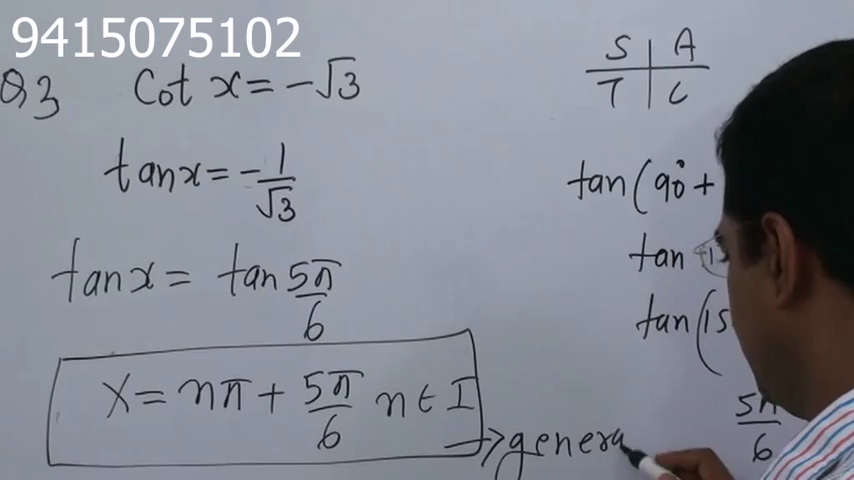 9415075102
Q3 Cot x = -√3
tan x = -1/√3
tan x = tan 5π/6
x = nπ + 5π/6 n ∈ I
→ genera
S | A
T | C
tan(90° +
tan
tan(15
5π/6